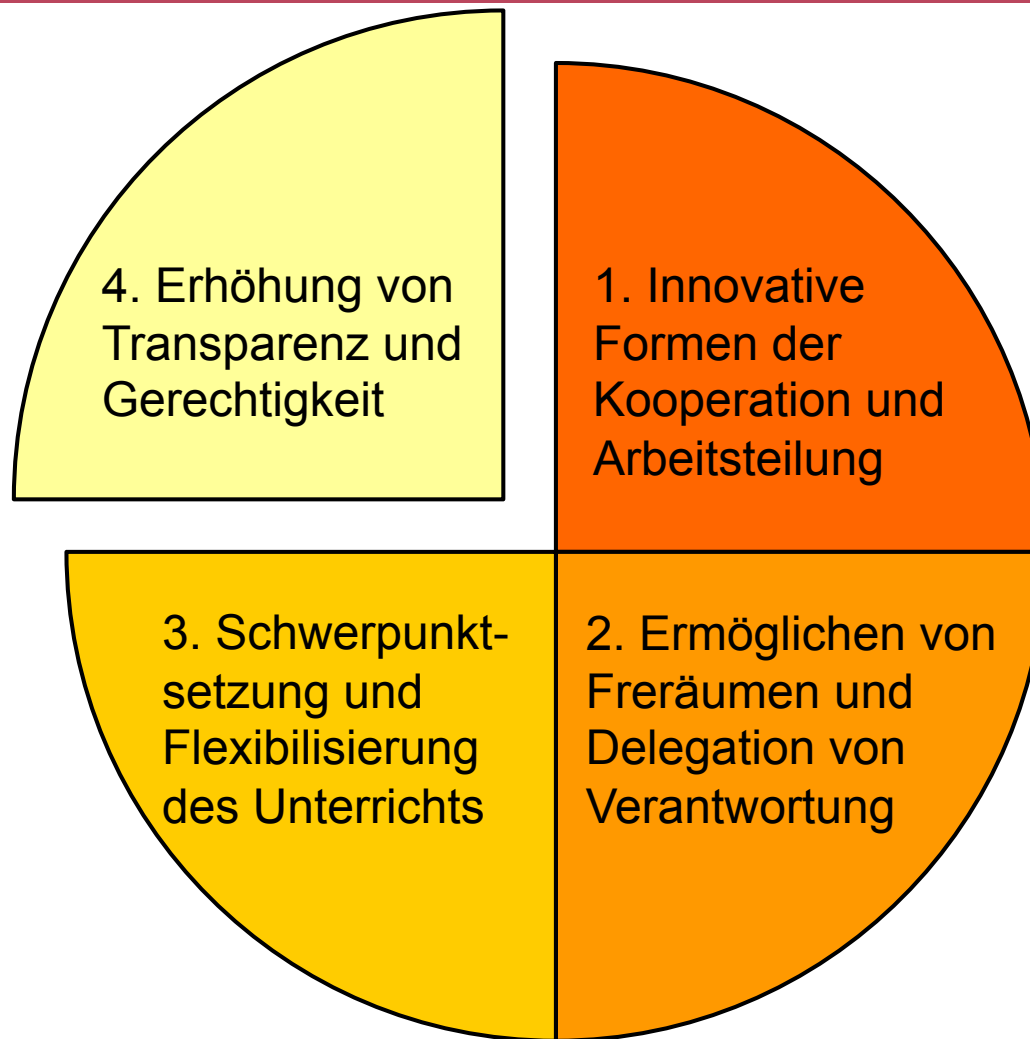 4. Erhöhung von
Transparenz und
Gerechtigkeit
1. Innovative
Formen der
Kooperation und
Arbeitsteilung
3. Schwerpunkt-
setzung und
Flexibilisierung
des Unterrichts
2. Ermöglichen von
Freräumen und
Delegation von
Verantwortung